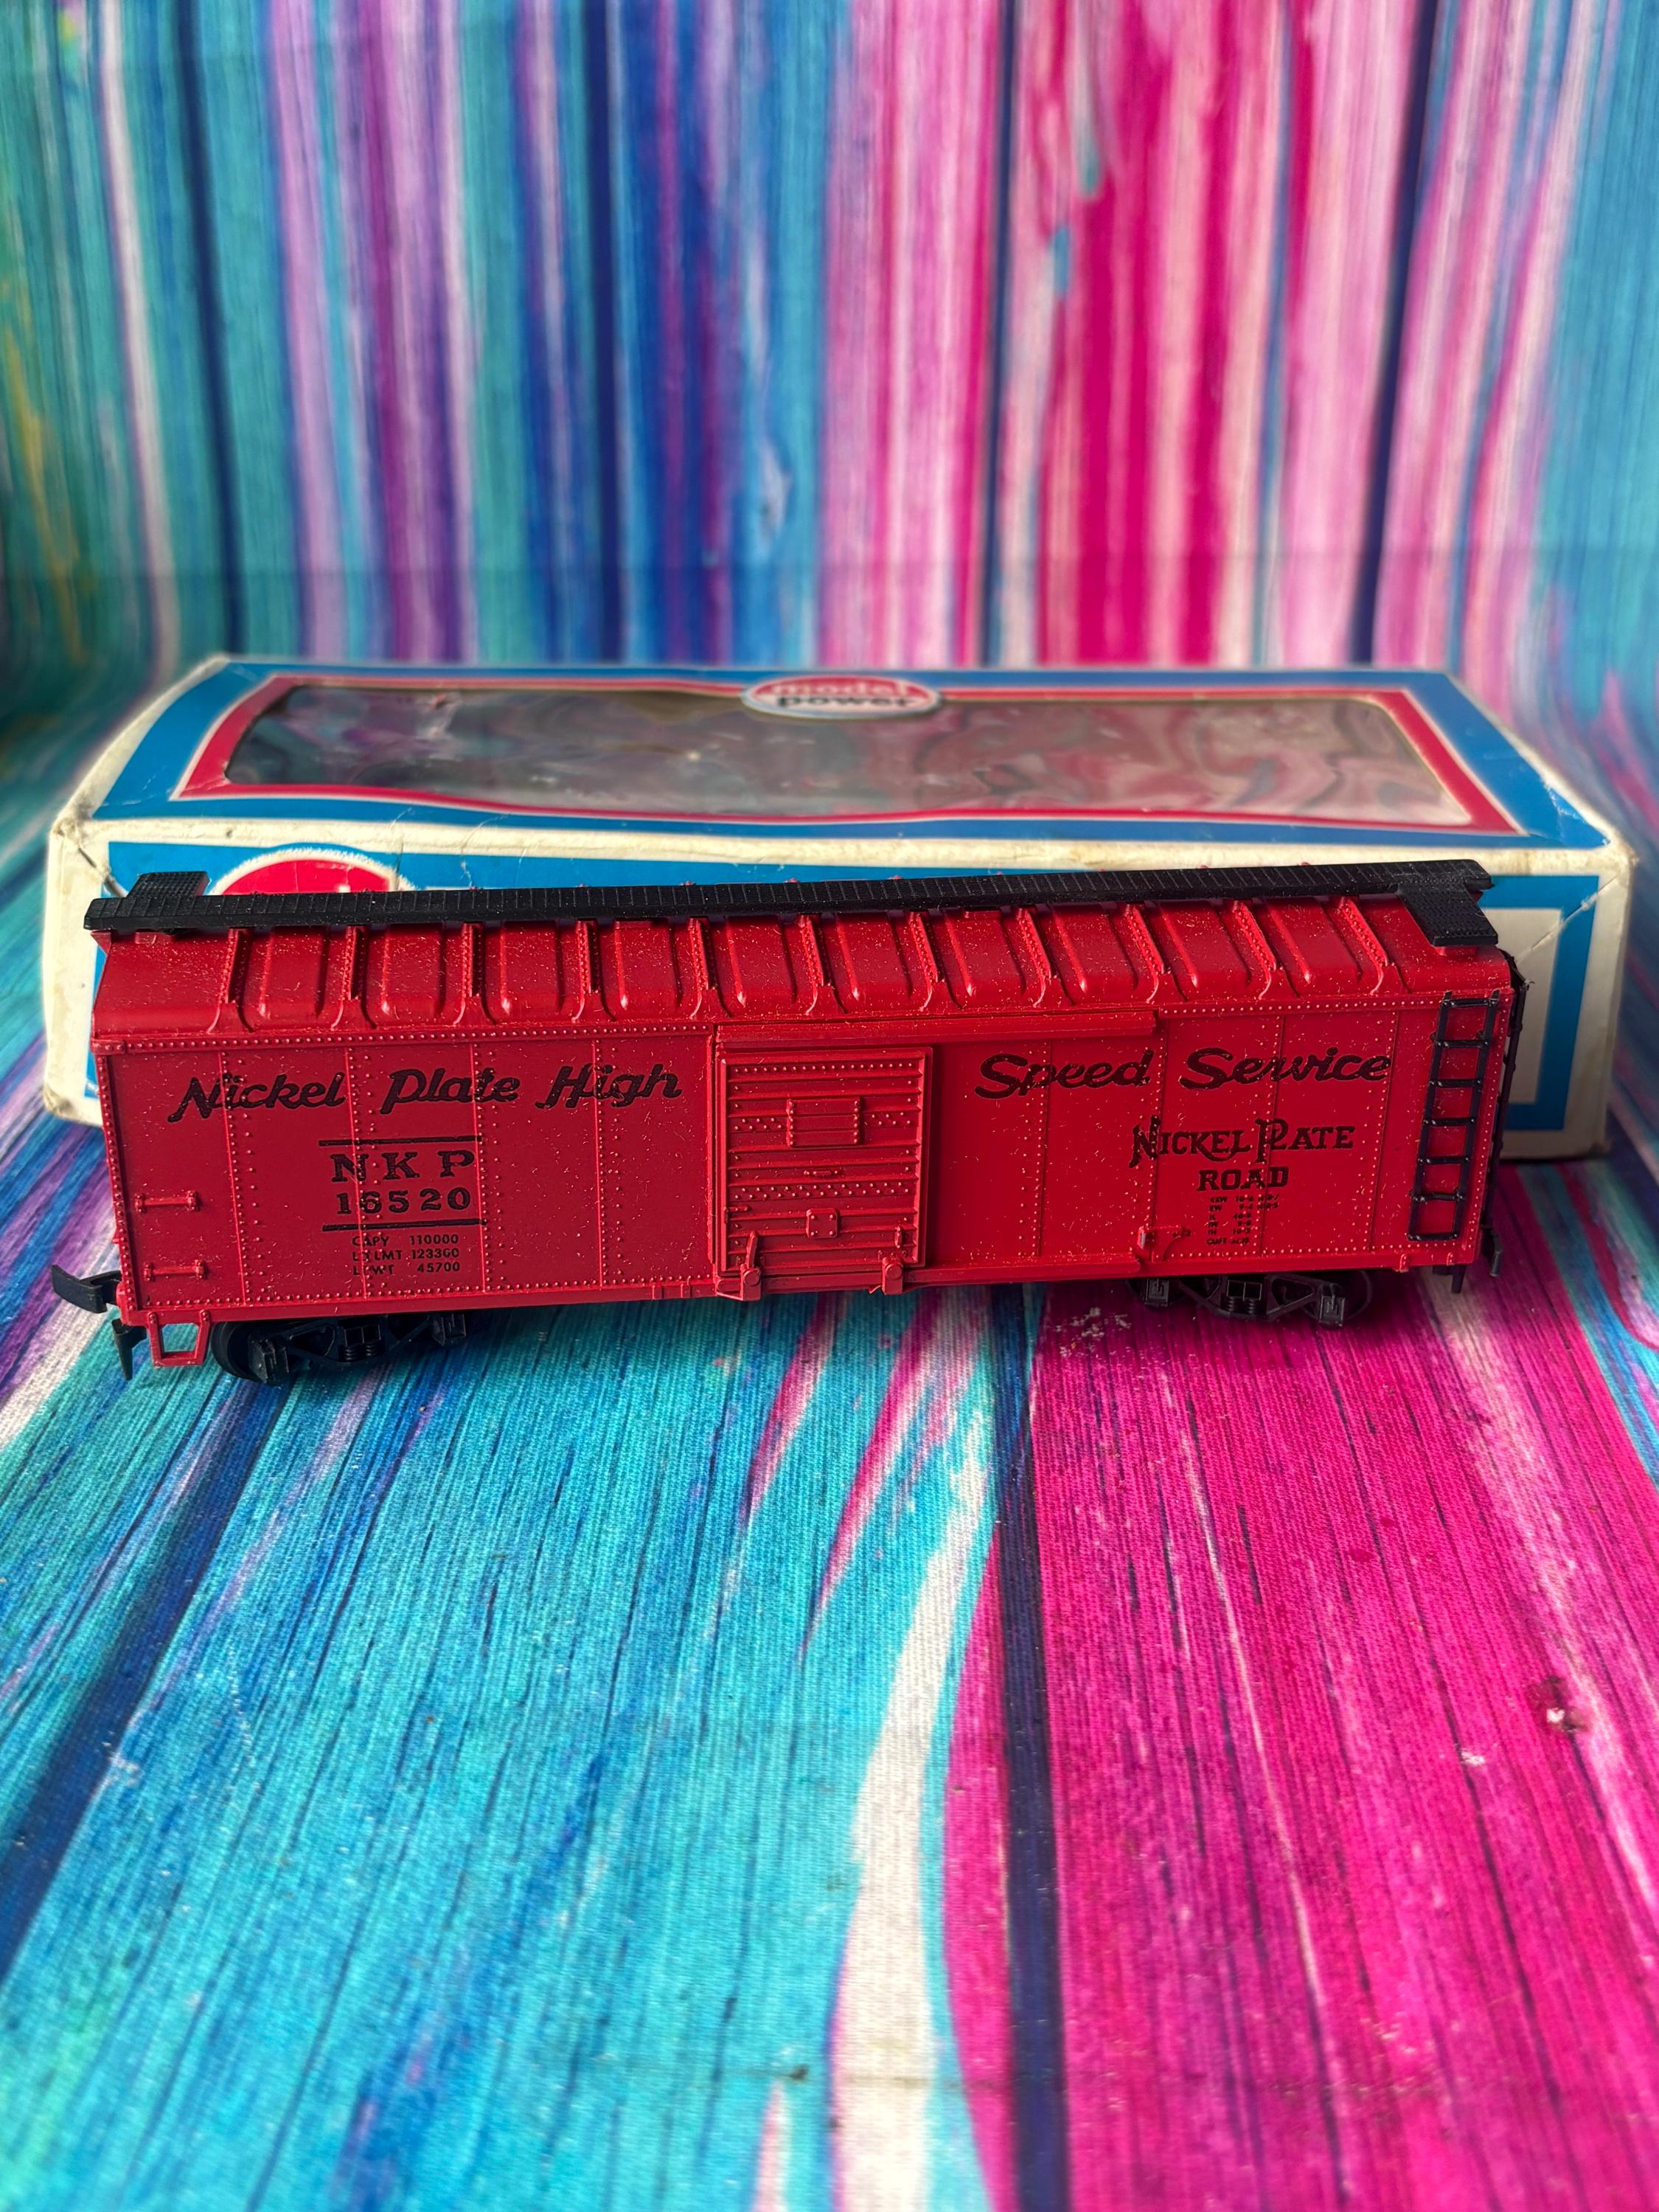 model
power
Nickel Plate High
Speed Service
NKP
16520
CAPY 110000
LD LMT 123300
LT WT 45700
NICKEL PLATE
ROAD